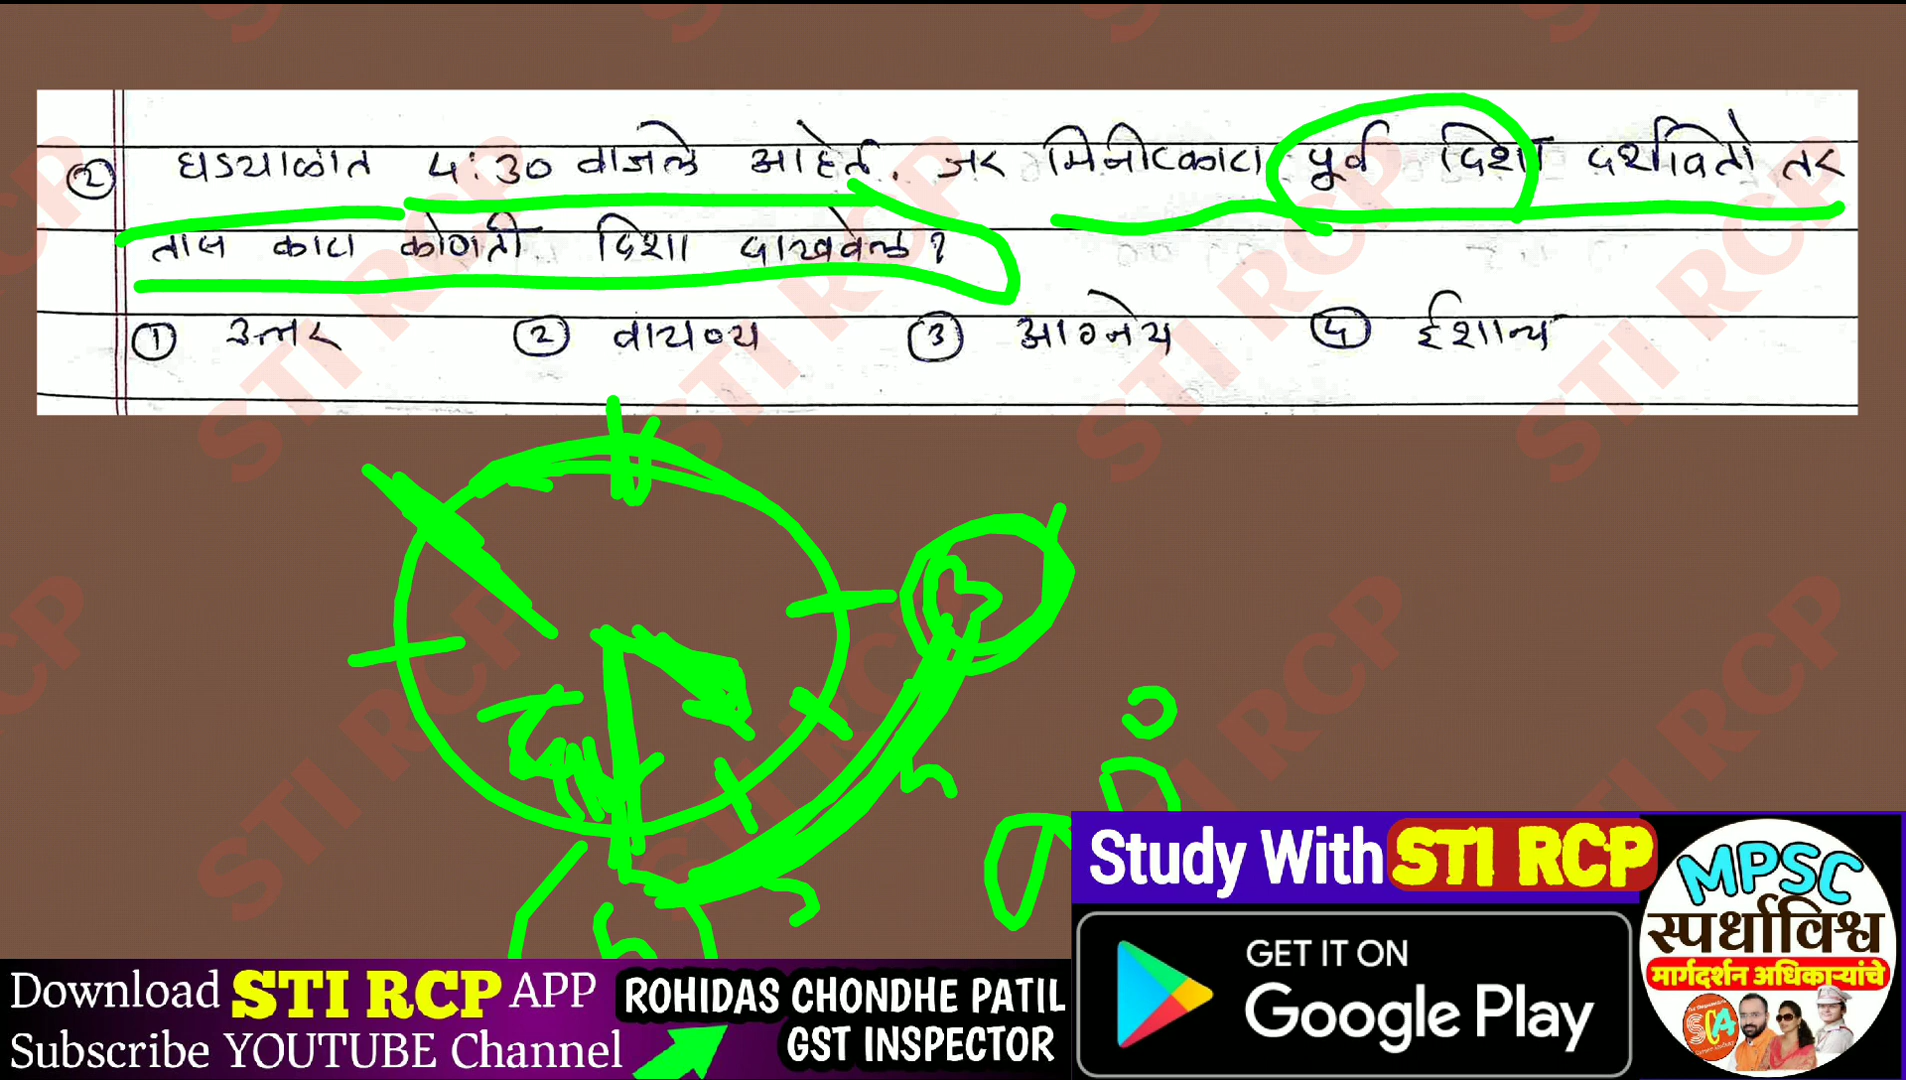 ② घड्याळात 4:30 वाजले आहेत. जर मिनीटकाटा पूर्व दिशा दर्शवितो तर
तास काटा कोणती दिशा दाखवेल?
① उत्तर ② वायव्य ③ आग्नेय ④ ईशान्य
Study With STI RCP
GET IT ON
Google Play
MPSC
स्पर्धाविश्व
मार्गदर्शन अधिकाऱ्यांचे
Download STI RCP APP
Subscribe YOUTUBE Channel
ROHIDAS CHONDHE PATIL
GST INSPECTOR
STI RCP